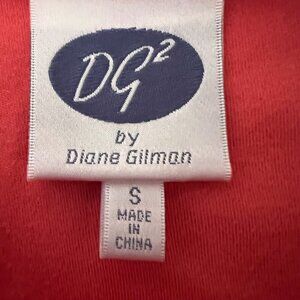 DG²
by
Diane Gilman
S
MADE
IN
CHINA